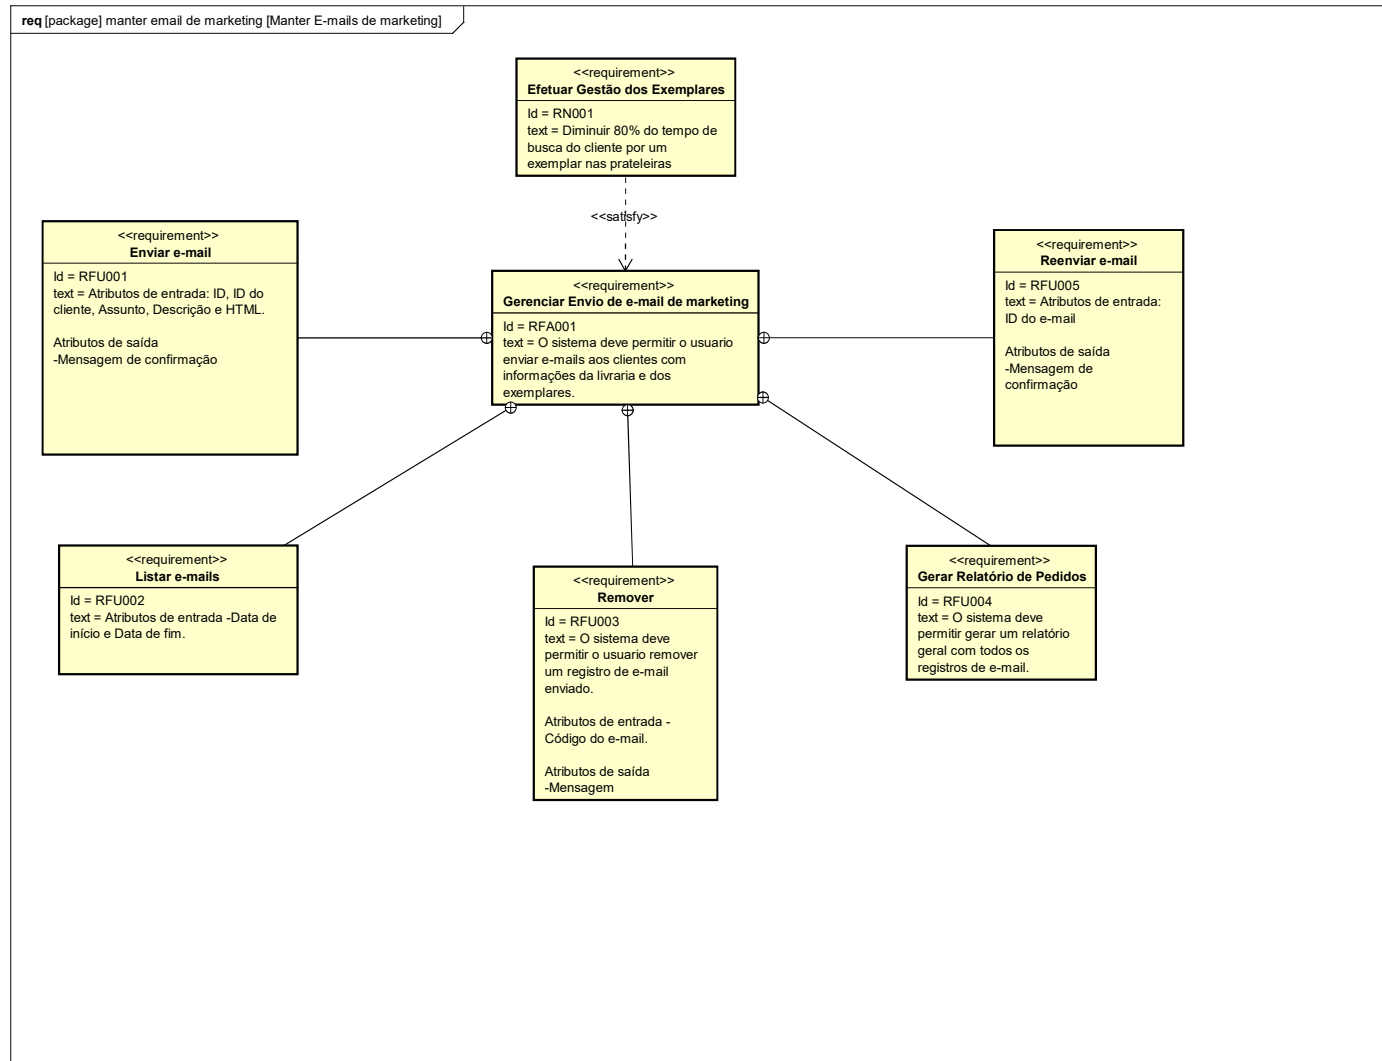 req [package] manter email de marketing [Manter E-mails de marketing]
<<requirement>>
Efetuar Gestão dos Exemplares
Id = RN001
text = Diminuir 80% do tempo de
busca do cliente por um
exemplar nas prateleiras
<<satisfy>>
<<requirement>>
Enviar e-mail
Id = RFU001
text = Atributos de entrada: ID, ID do
cliente, Assunto, Descrição e HTML.
Atributos de saída
-Mensagem de confirmação
<<requirement>>
Gerenciar Envio de e-mail de marketing
Id = RFA001
text = O sistema deve permitir o usuario
enviar e-mails aos clientes com
informações da livraria e dos
exemplares.
<<requirement>>
Reenviar e-mail
Id = RFU005
text = Atributos de entrada:
ID do e-mail
Atributos de saída
-Mensagem de
confirmação
<<requirement>>
Listar e-mails
Id = RFU002
text = Atributos de entrada -Data de
início e Data de fim.
<<requirement>>
Remover
Id = RFU003
text = O sistema deve
permitir o usuario remover
um registro de e-mail
enviado.
Atributos de entrada -
Código do e-mail.
Atributos de saída
-Mensagem
<<requirement>>
Gerar Relatório de Pedidos
Id = RFU004
text = O sistema deve
permitir gerar um relatório
geral com todos os
registros de e-mail.